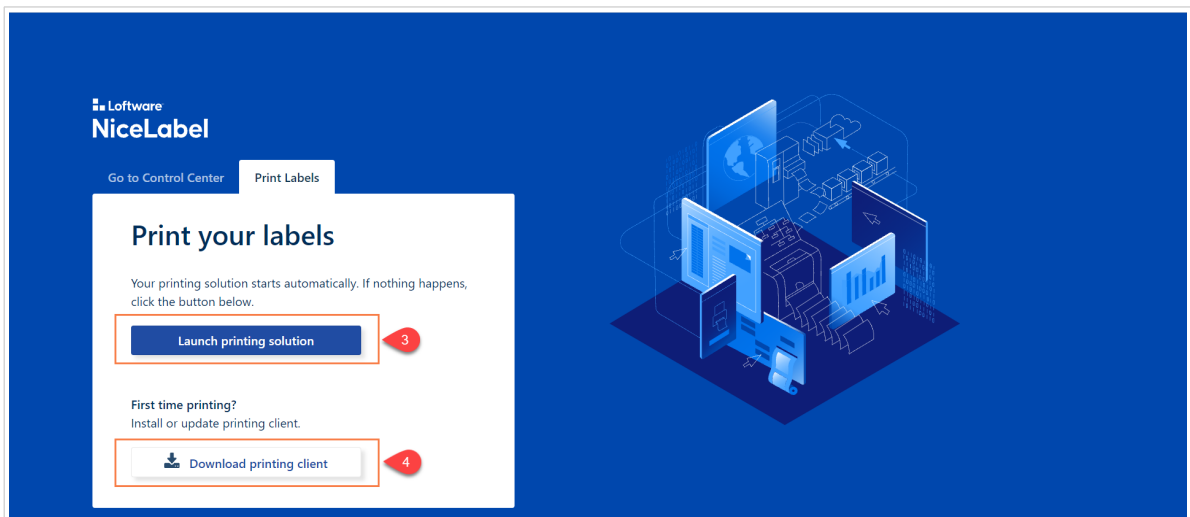 Loftware
NiceLabel
Go to Control Center
Print Labels
Print your labels
Your printing solution starts automatically. If nothing happens,
click the button below.
Launch printing solution
3
First time printing?
Install or update printing client.
Download printing client
4